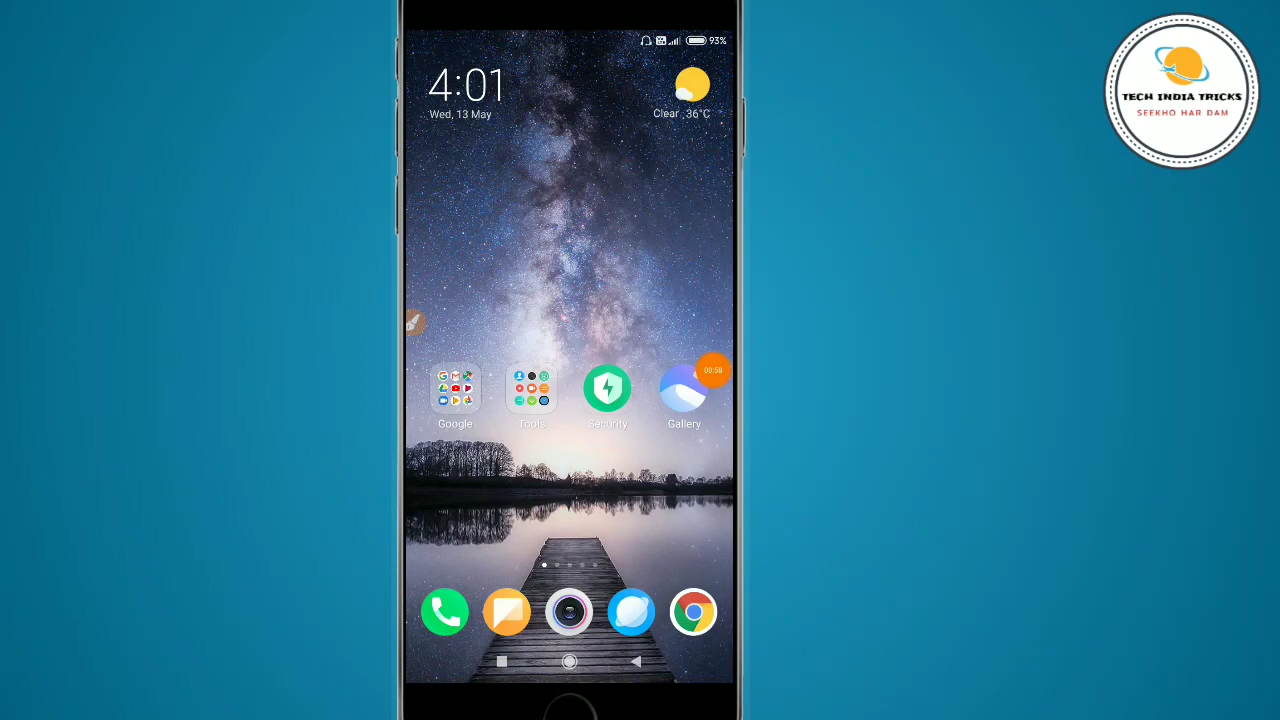 93%
4:01
Wed, 13 May
Clear 36°C
TECH INDIA TRICKS
SEEKHO HAR DAM
00:58
Google
Tools
Security
Gallery